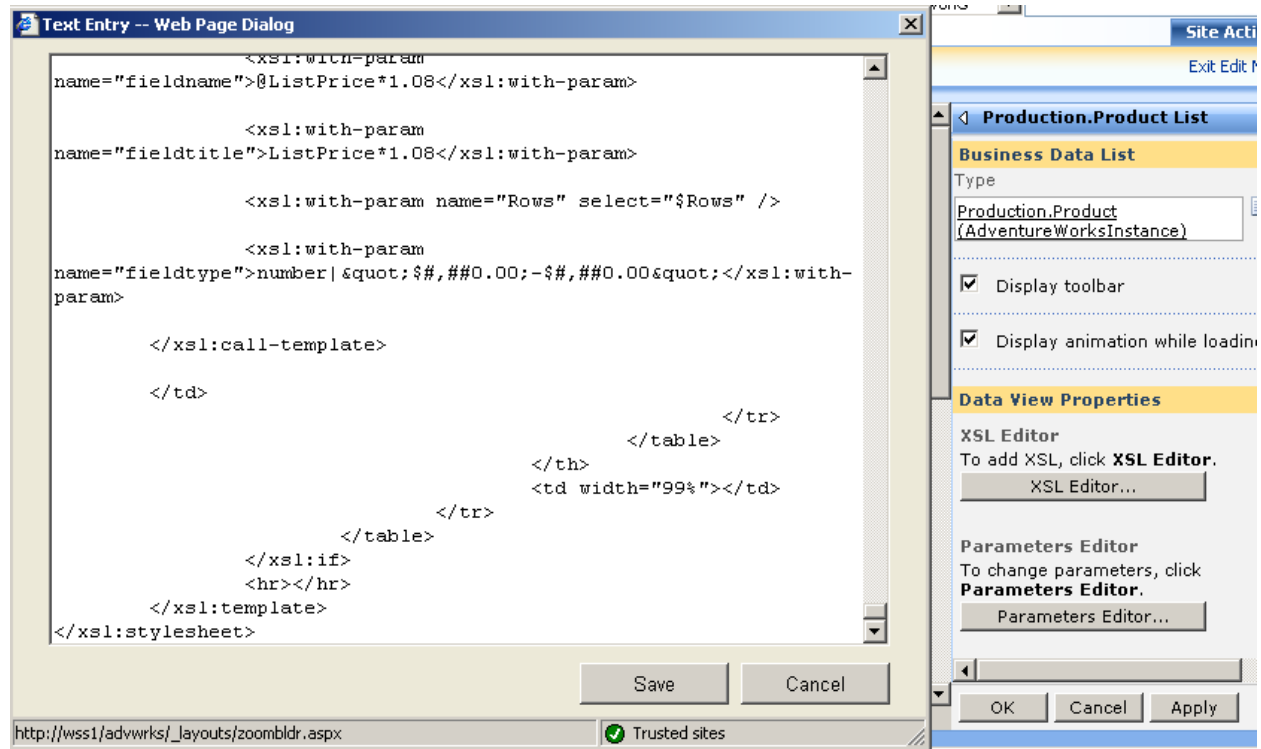 Text Entry -- Web Page Dialog
<xsl:with-param
name="fieldname">@ListPrice*1.08</xsl:with-param>
<xsl:with-param
name="fieldtitle">ListPrice*1.08</xsl:with-param>
<xsl:with-param name="Rows" select="$Rows" />
<xsl:with-param
name="fieldtype">number|&quot;$#,##0.00;-$#,##0.00&quot;</xsl:with-
param>
</xsl:call-template>
</td>
</tr>
</table>
</th>
<td width="99%"></td>
</tr>
</table>
</xsl:if>
<hr></hr>
</xsl:template>
</xsl:stylesheet>
Save
Cancel
http://wss1/advwrks/_layouts/zoombldr.aspx
Trusted sites
Site Acti
Exit Edit
Production.Product List
Business Data List
Type
Production.Product
(AdventureWorksInstance)
Display toolbar
Display animation while loadin
Data View Properties
XSL Editor
To add XSL, click XSL Editor.
XSL Editor...
Parameters Editor
To change parameters, click
Parameters Editor.
Parameters Editor...
OK
Cancel
Apply